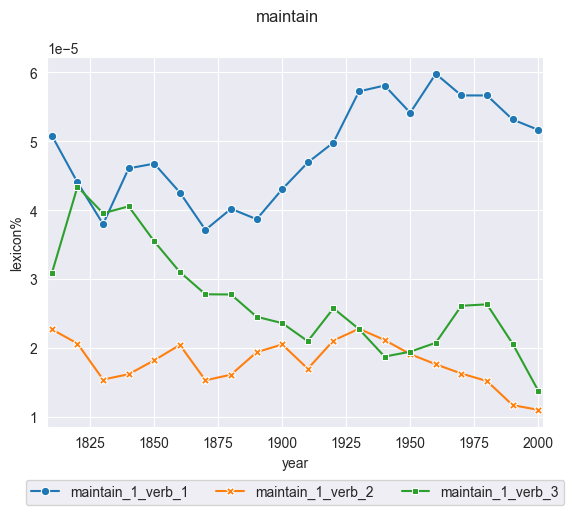 maintain
1e−5
6
5
4
3
2
1
lexicon%
1825 1850 1875 1900 1925 1950 1975 2000
year
maintain_1_verb_1 maintain_1_verb_2 maintain_1_verb_3